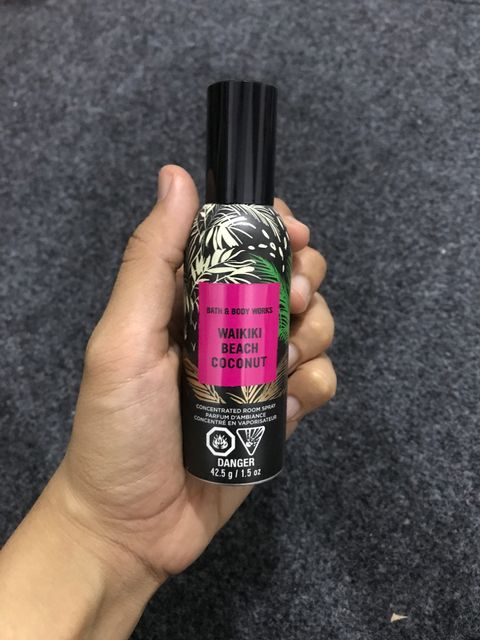 BATH & BODY WORKS
WAIKIKI
BEACH
COCONUT
CONCENTRATED ROOM SPRAY
PARFUM D'AMBIANCE
CONCENTRÉ EN VAPORISATEUR
DANGER
42.5 g / 1.5 oz